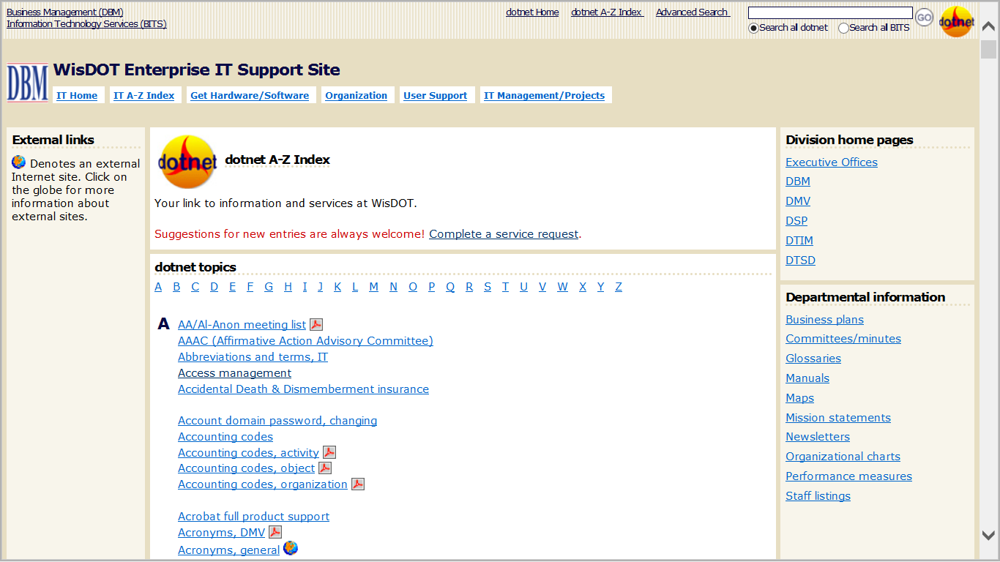 Business Management (DBM)
Information Technology Services (BITS)
dotnet Home dotnet A-Z Index Advanced Search
GO
Search all dotnet Search all BITS
dotnet
DBM
WisDOT Enterprise IT Support Site
IT Home IT A-Z Index Get Hardware/Software Organization User Support IT Management/Projects
External links
Denotes an external
Internet site. Click on
the globe for more
information about
external sites.
dotnet
dotnet A-Z Index
Your link to information and services at WisDOT.
Suggestions for new entries are always welcome! Complete a service request.
dotnet topics
A B C D E F G H I J K L M N O P Q R S T U V W X Y Z
A
AA/Al-Anon meeting list
AAAC (Affirmative Action Advisory Committee)
Abbreviations and terms, IT
Access management
Accidental Death & Dismemberment insurance
Account domain password, changing
Accounting codes
Accounting codes, activity
Accounting codes, object
Accounting codes, organization
Acrobat full product support
Acronyms, DMV
Acronyms, general
Division home pages
Executive Offices
DBM
DMV
DSP
DTIM
DTSD
Departmental information
Business plans
Committees/minutes
Glossaries
Manuals
Maps
Mission statements
Newsletters
Organizational charts
Performance measures
Staff listings